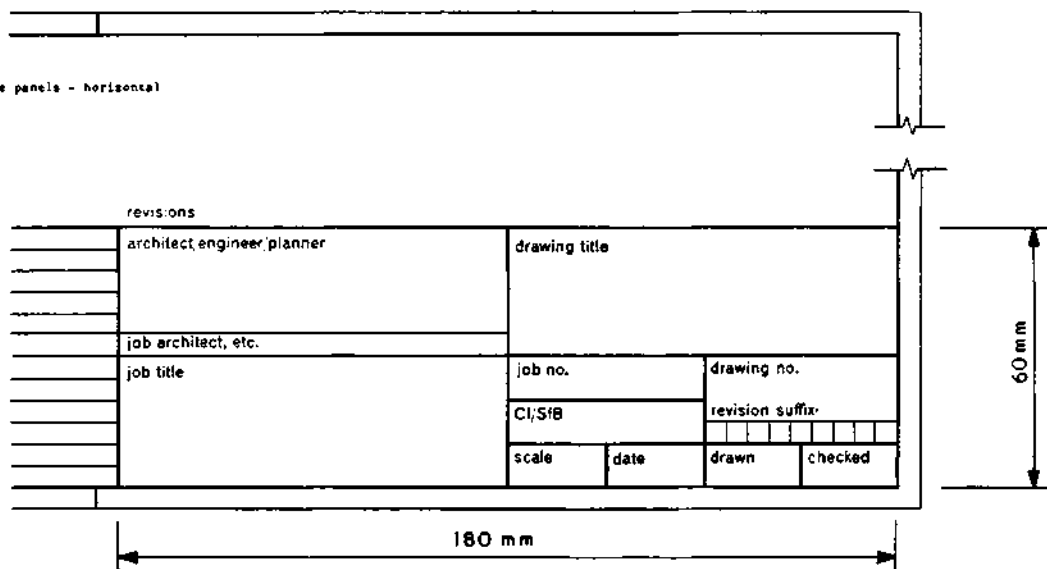 panels - horizontal
revisions
architect/engineer/planner
drawing title
job architect, etc.
job title
job no.
drawing no.
CI/SfB
revision suffix
scale
date
drawn
checked
60 mm
180 mm